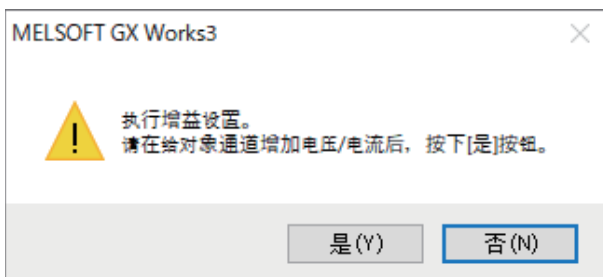 MELSOFT GX Works3
执行增益设置。
请在给对象通道增加电压/电流后，按下[是]按钮。
是(Y)
否(N)